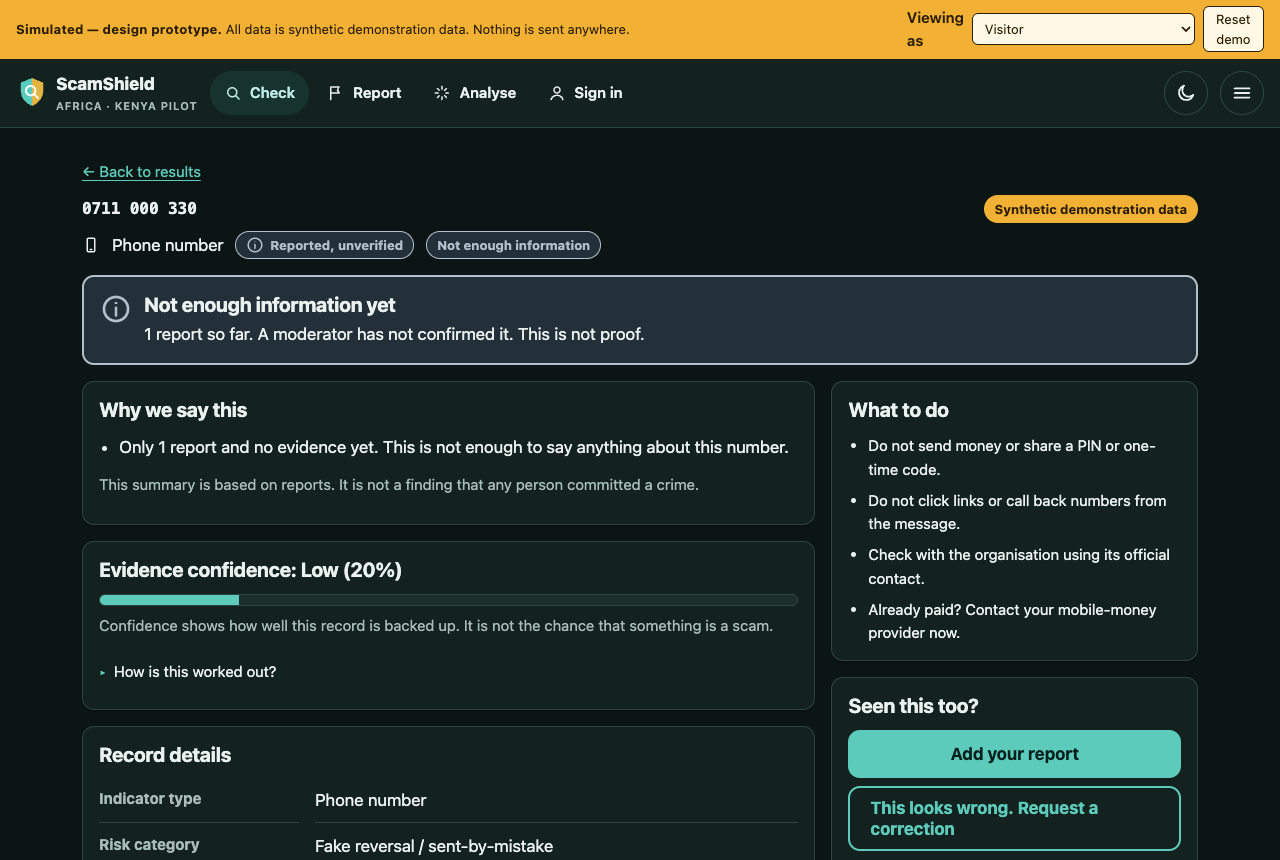 Simulated — design prototype. All data is synthetic demonstration data. Nothing is sent anywhere.
Viewing as
Visitor
Reset demo
ScamShield
AFRICA · KENYA PILOT
Check
Report
Analyse
Sign in
← Back to results
0711 000 330
Synthetic demonstration data
Phone number
Reported, unverified
Not enough information
Not enough information yet
1 report so far. A moderator has not confirmed it. This is not proof.
Why we say this
• Only 1 report and no evidence yet. This is not enough to say anything about this number.
This summary is based on reports. It is not a finding that any person committed a crime.
Evidence confidence: Low (20%)
Confidence shows how well this record is backed up. It is not the chance that something is a scam.
▸ How is this worked out?
Record details
Indicator type
Phone number
Risk category
Fake reversal / sent-by-mistake
What to do
• Do not send money or share a PIN or one-
time code.
• Do not click links or call back numbers from
the message.
• Check with the organisation using its official
contact.
• Already paid? Contact your mobile-money
provider now.
Seen this too?
Add your report
This looks wrong. Request a
correction